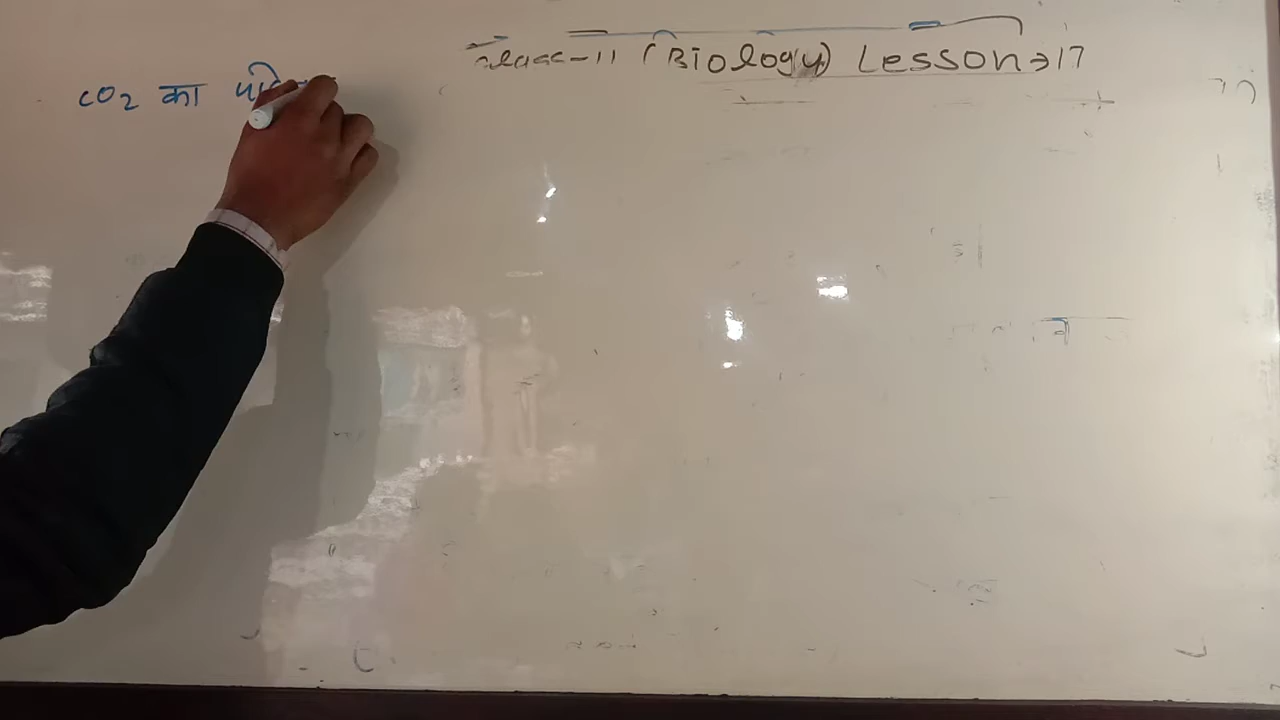 Class-11 (Biology) Lesson→17
CO2 का